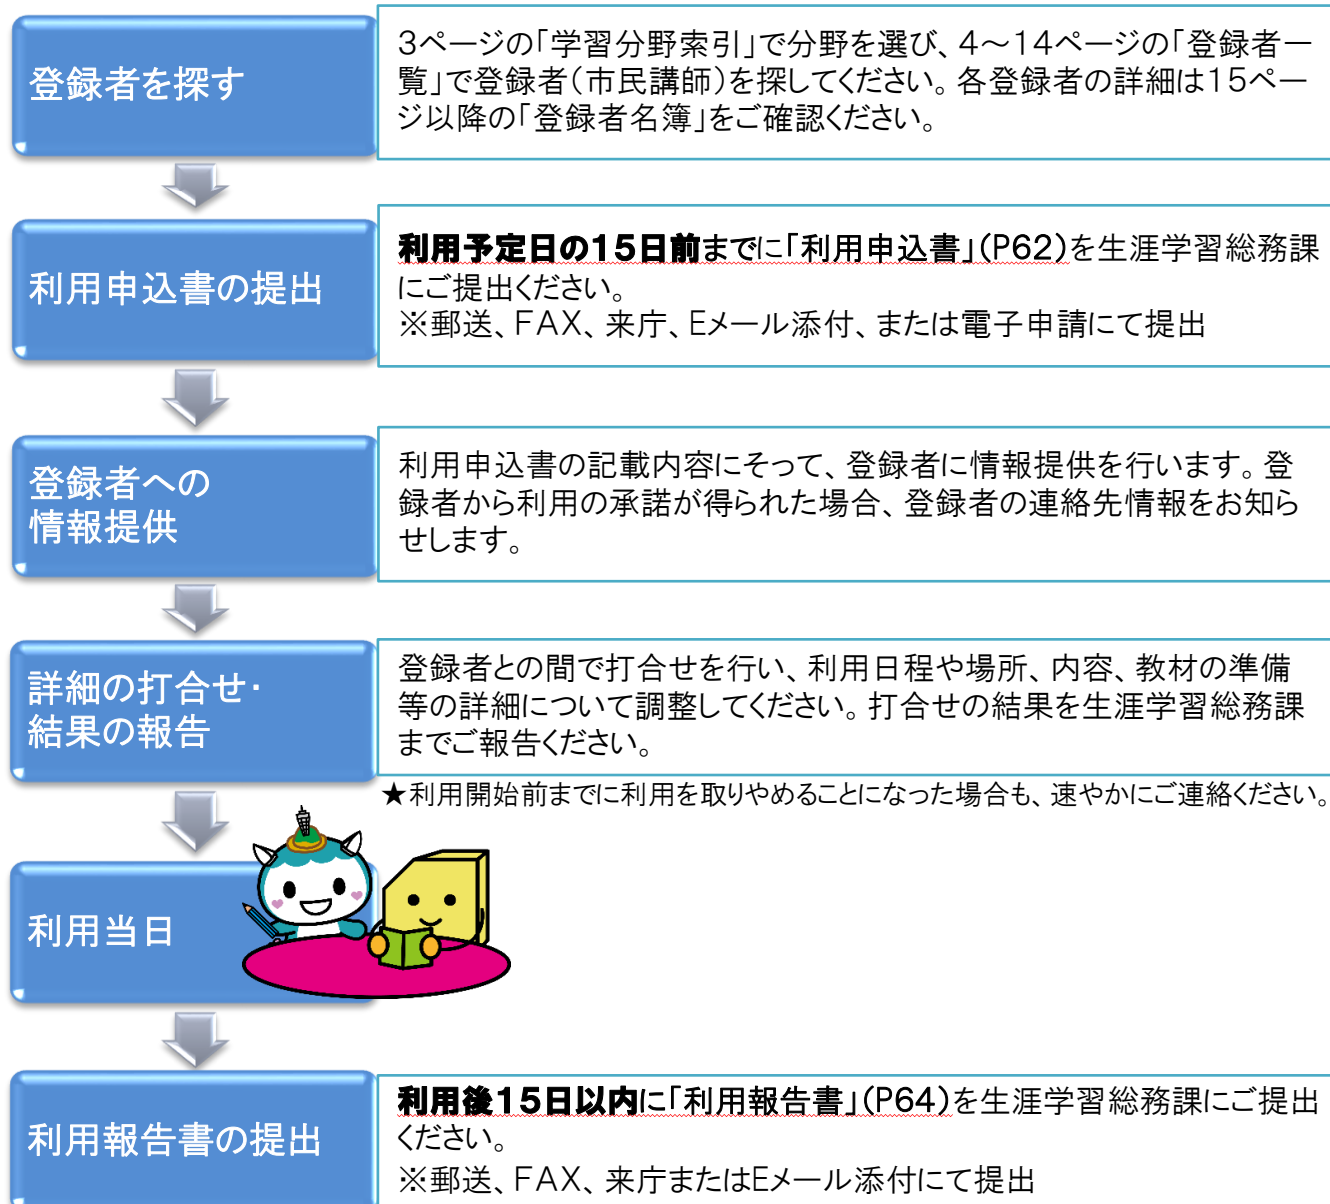 登録者を探す
3ページの「学習分野索引」で分野を選び、4～14ページの「登録者一
覧」で登録者(市民講師)を探してください。各登録者の詳細は15ペー
ジ以降の「登録者名簿」をご確認ください。
利用申込書の提出
利用予定日の15日前までに「利用申込書」(P62)を生涯学習総務課
にご提出ください。
※郵送、FAX、来庁、Eメール添付、または電子申請にて提出
登録者への
情報提供
利用申込書の記載内容にそって、登録者に情報提供を行います。登
録者から利用の承諾が得られた場合、登録者の連絡先情報をお知ら
せします。
詳細の打合せ・
結果の報告
登録者との間で打合せを行い、利用日程や場所、内容、教材の準備
等の詳細について調整してください。打合せの結果を生涯学習総務課
までご報告ください。
★利用開始前までに利用を取りやめることになった場合も、速やかにご連絡ください。
利用当日
利用報告書の提出
利用後15日以内に「利用報告書」(P64)を生涯学習総務課にご提出
ください。
※郵送、FAX、来庁またはEメール添付にて提出